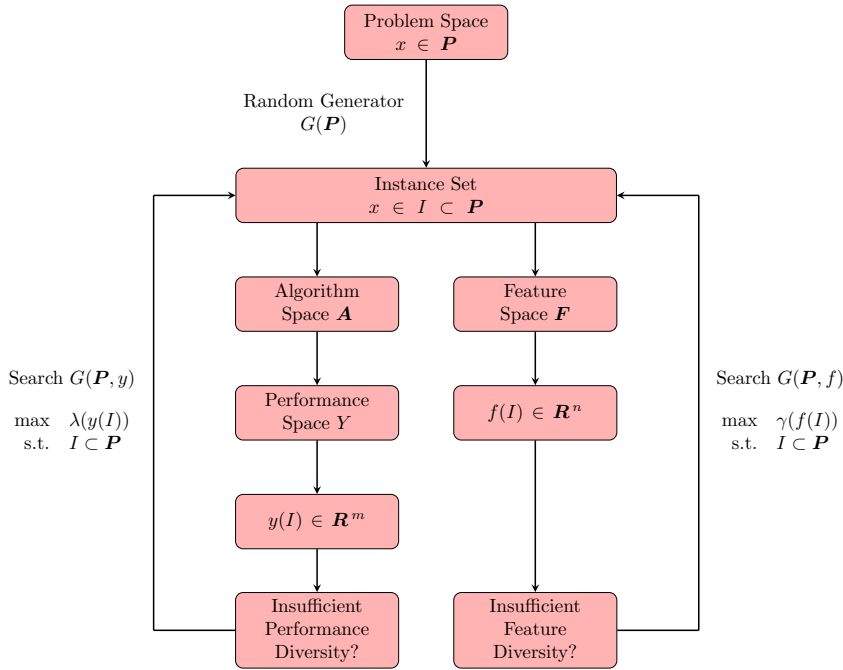 Problem Space
x ∈ P
Random Generator
G(P)
Instance Set
x ∈ I ⊂ P
Algorithm
Space A
Feature
Space F
Search G(P, y)
max λ(y(I))
s.t. I ⊂ P
Performance
Space Y
f(I) ∈ R^n
Search G(P, f)
max γ(f(I))
s.t. I ⊂ P
y(I) ∈ R^m
Insufficient
Performance
Diversity?
Insufficient
Feature
Diversity?